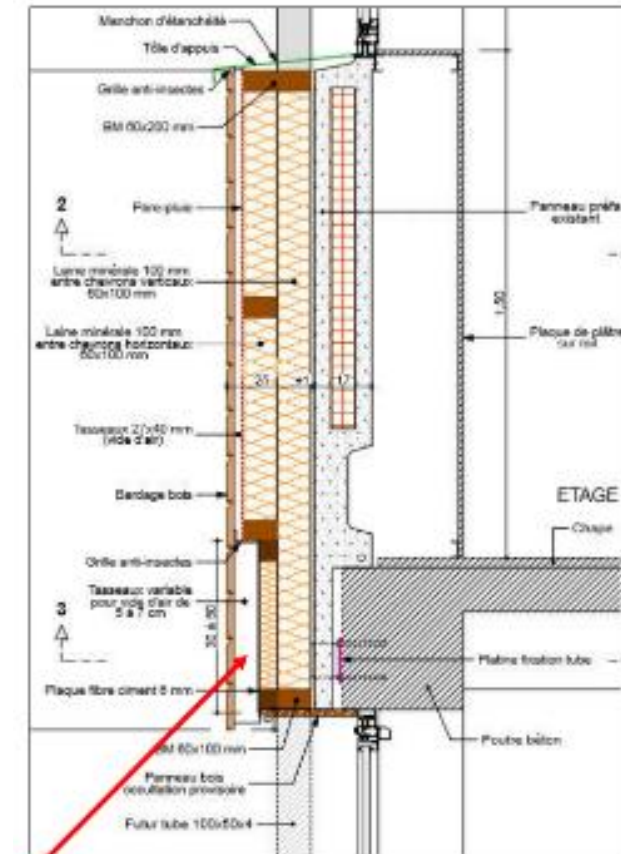 Manchon d'étanchéité
Tôle d'appuis
Grille anti-insectes
BM 60x200 mm
2
Pare-pluie
Panneau préfa
existant
Laine minérale 100 mm
entre chevrons verticaux
60x100 mm
1,50
Laine minérale 100 mm
entre chevrons horizontaux
60x100 mm
Plaque de plâtre
sur rail
17
Tasseaux 27x40 mm
(vide d'air)
Bardage bois
ETAGE
Chape
Grille anti-insectes
Tasseaux variable
pour vide d'air de
5 à 7 cm
3
Platine fixation tube
Plaque fibre ciment 8 mm
BM 60x100 mm
Poutre béton
Panneau bois
occultation provisoire
Futur tube 100x50x4